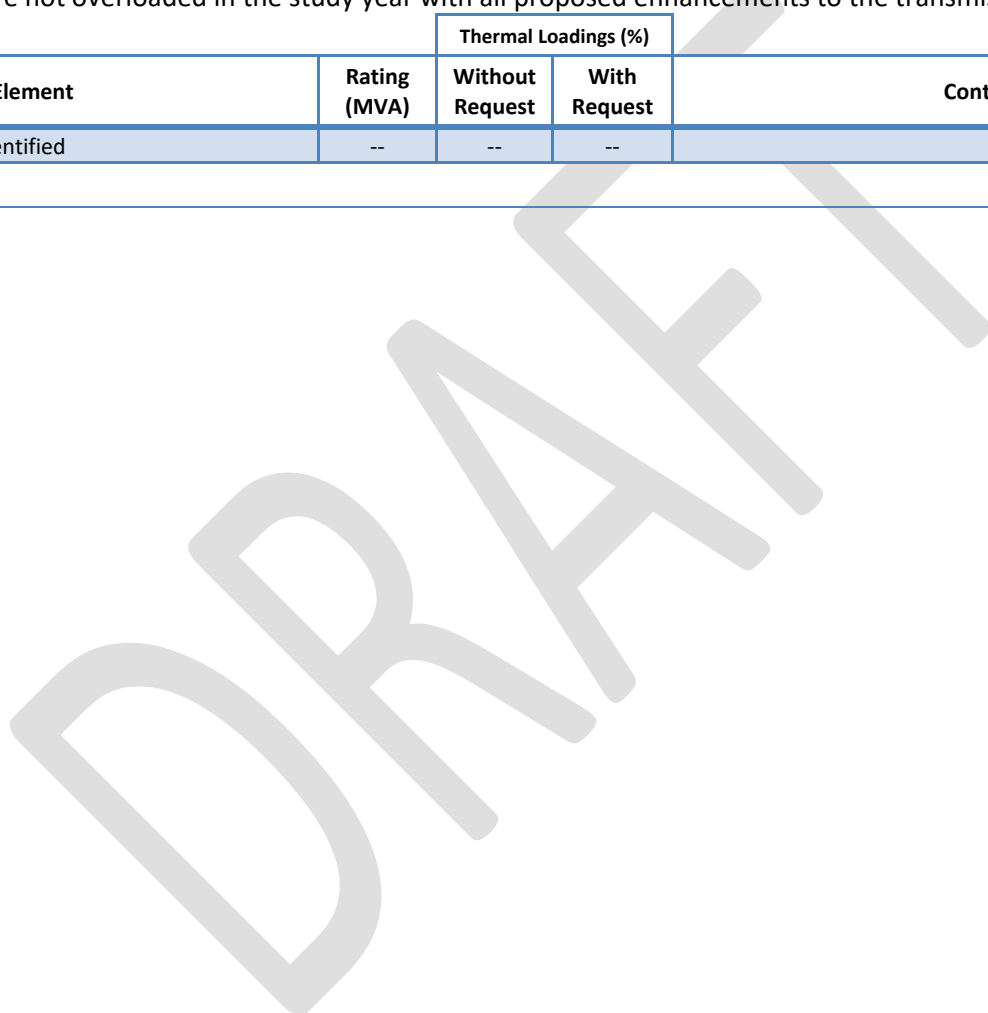 re not overloaded in the study year with all proposed enhancements to the transmis
Thermal Loadings (%)
Element Rating (MVA) Without Request With Request Cont
entified -- -- --
DRAFT